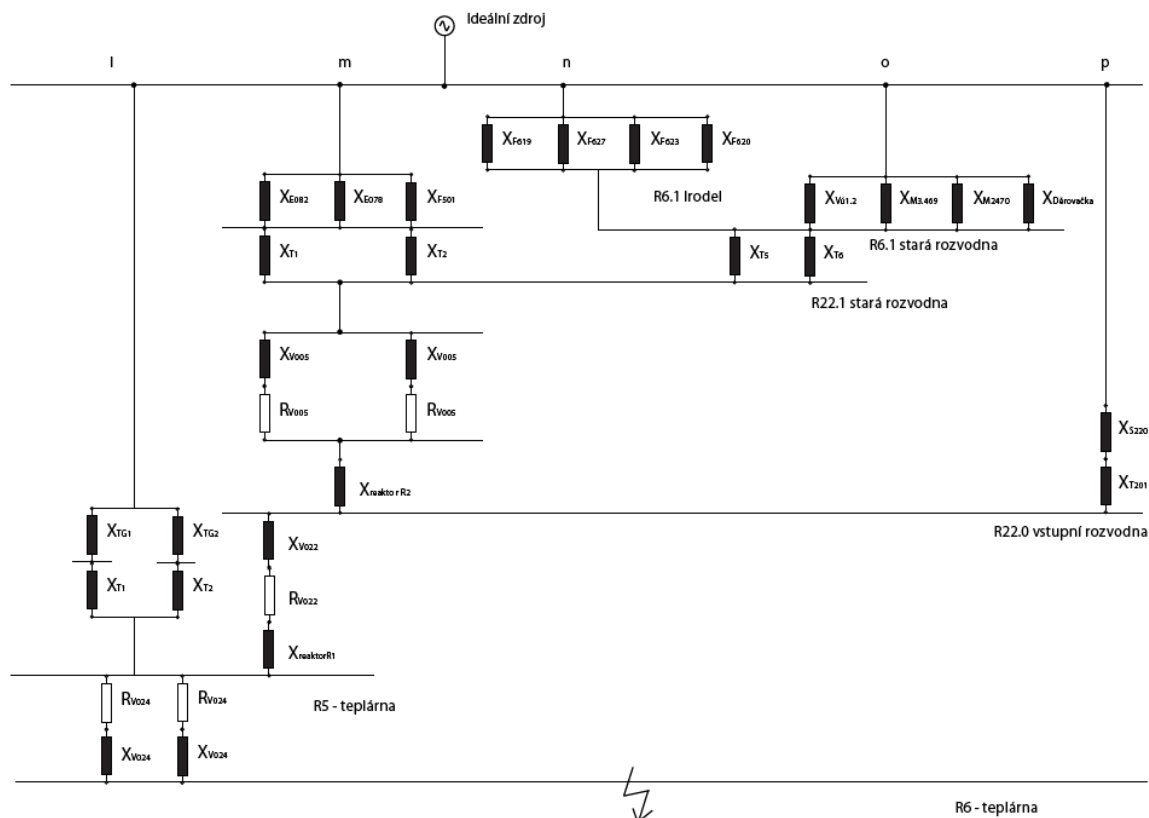 Ideální zdroj
l m n o p
XF619 XF627 XF623 XF620
XE082 XE078 XF501
R6.1 Irodel
XVú1.2 XM3.469 XM2470 XDěrovačka
XT1 XT2
XT5 XT6
R6.1 stará rozvodna
R22.1 stará rozvodna
XV005 XV005
RV005 RV005
XS220
Xreaktor R2
XT201
R22.0 vstupní rozvodna
XTG1 XTG2
XV022
XT1 XT2
RV022
XreaktorR1
R5 - teplárna
RV024 RV024
XV024 XV024
R6 - teplárna